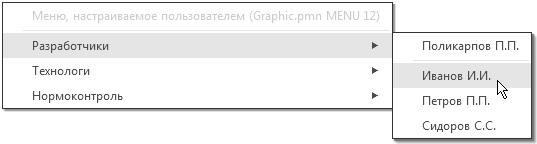 Меню, настраиваемое пользователем (Graphic.pmn MENU 12)
Разработчики
Технологи
Нормоконтроль
Поликарпов П.П.
Иванов И.И.
Петров П.П.
Сидоров С.С.